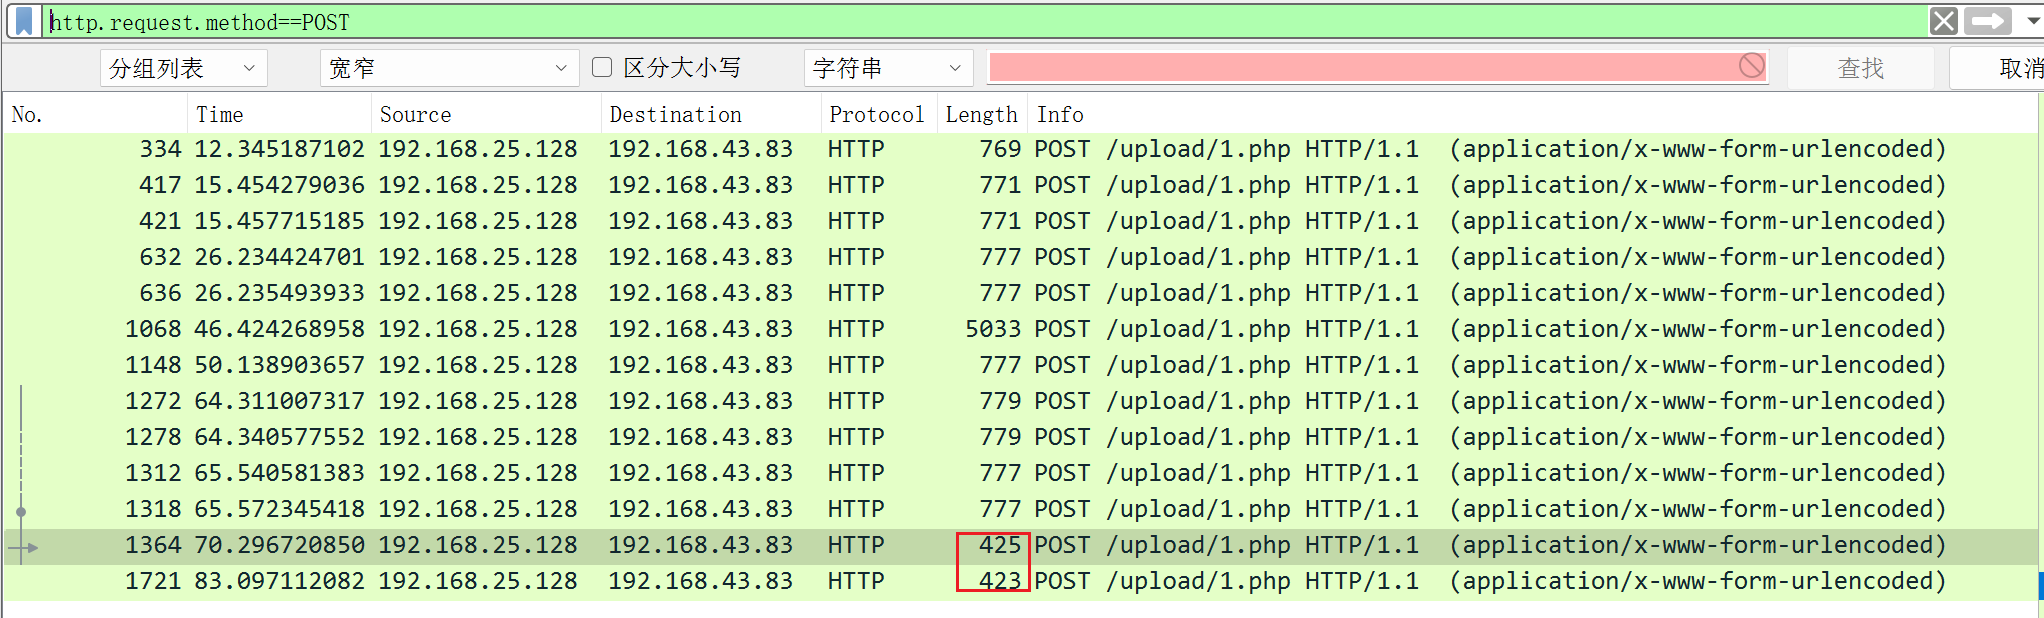 http.request.method==POST
分组列表 宽窄 区分大小写 字符串 查找 取消
No. Time Source Destination Protocol Length Info
334 12.345187102 192.168.25.128 192.168.43.83 HTTP 769 POST /upload/1.php HTTP/1.1 (application/x-www-form-urlencoded)
417 15.454279036 192.168.25.128 192.168.43.83 HTTP 771 POST /upload/1.php HTTP/1.1 (application/x-www-form-urlencoded)
421 15.457715185 192.168.25.128 192.168.43.83 HTTP 771 POST /upload/1.php HTTP/1.1 (application/x-www-form-urlencoded)
632 26.234424701 192.168.25.128 192.168.43.83 HTTP 777 POST /upload/1.php HTTP/1.1 (application/x-www-form-urlencoded)
636 26.235493933 192.168.25.128 192.168.43.83 HTTP 777 POST /upload/1.php HTTP/1.1 (application/x-www-form-urlencoded)
1068 46.424268958 192.168.25.128 192.168.43.83 HTTP 5033 POST /upload/1.php HTTP/1.1 (application/x-www-form-urlencoded)
1148 50.138903657 192.168.25.128 192.168.43.83 HTTP 777 POST /upload/1.php HTTP/1.1 (application/x-www-form-urlencoded)
1272 64.311007317 192.168.25.128 192.168.43.83 HTTP 779 POST /upload/1.php HTTP/1.1 (application/x-www-form-urlencoded)
1278 64.340577552 192.168.25.128 192.168.43.83 HTTP 779 POST /upload/1.php HTTP/1.1 (application/x-www-form-urlencoded)
1312 65.540581383 192.168.25.128 192.168.43.83 HTTP 777 POST /upload/1.php HTTP/1.1 (application/x-www-form-urlencoded)
1318 65.572345418 192.168.25.128 192.168.43.83 HTTP 777 POST /upload/1.php HTTP/1.1 (application/x-www-form-urlencoded)
1364 70.296720850 192.168.25.128 192.168.43.83 HTTP 425 POST /upload/1.php HTTP/1.1 (application/x-www-form-urlencoded)
1721 83.097112082 192.168.25.128 192.168.43.83 HTTP 423 POST /upload/1.php HTTP/1.1 (application/x-www-form-urlencoded)